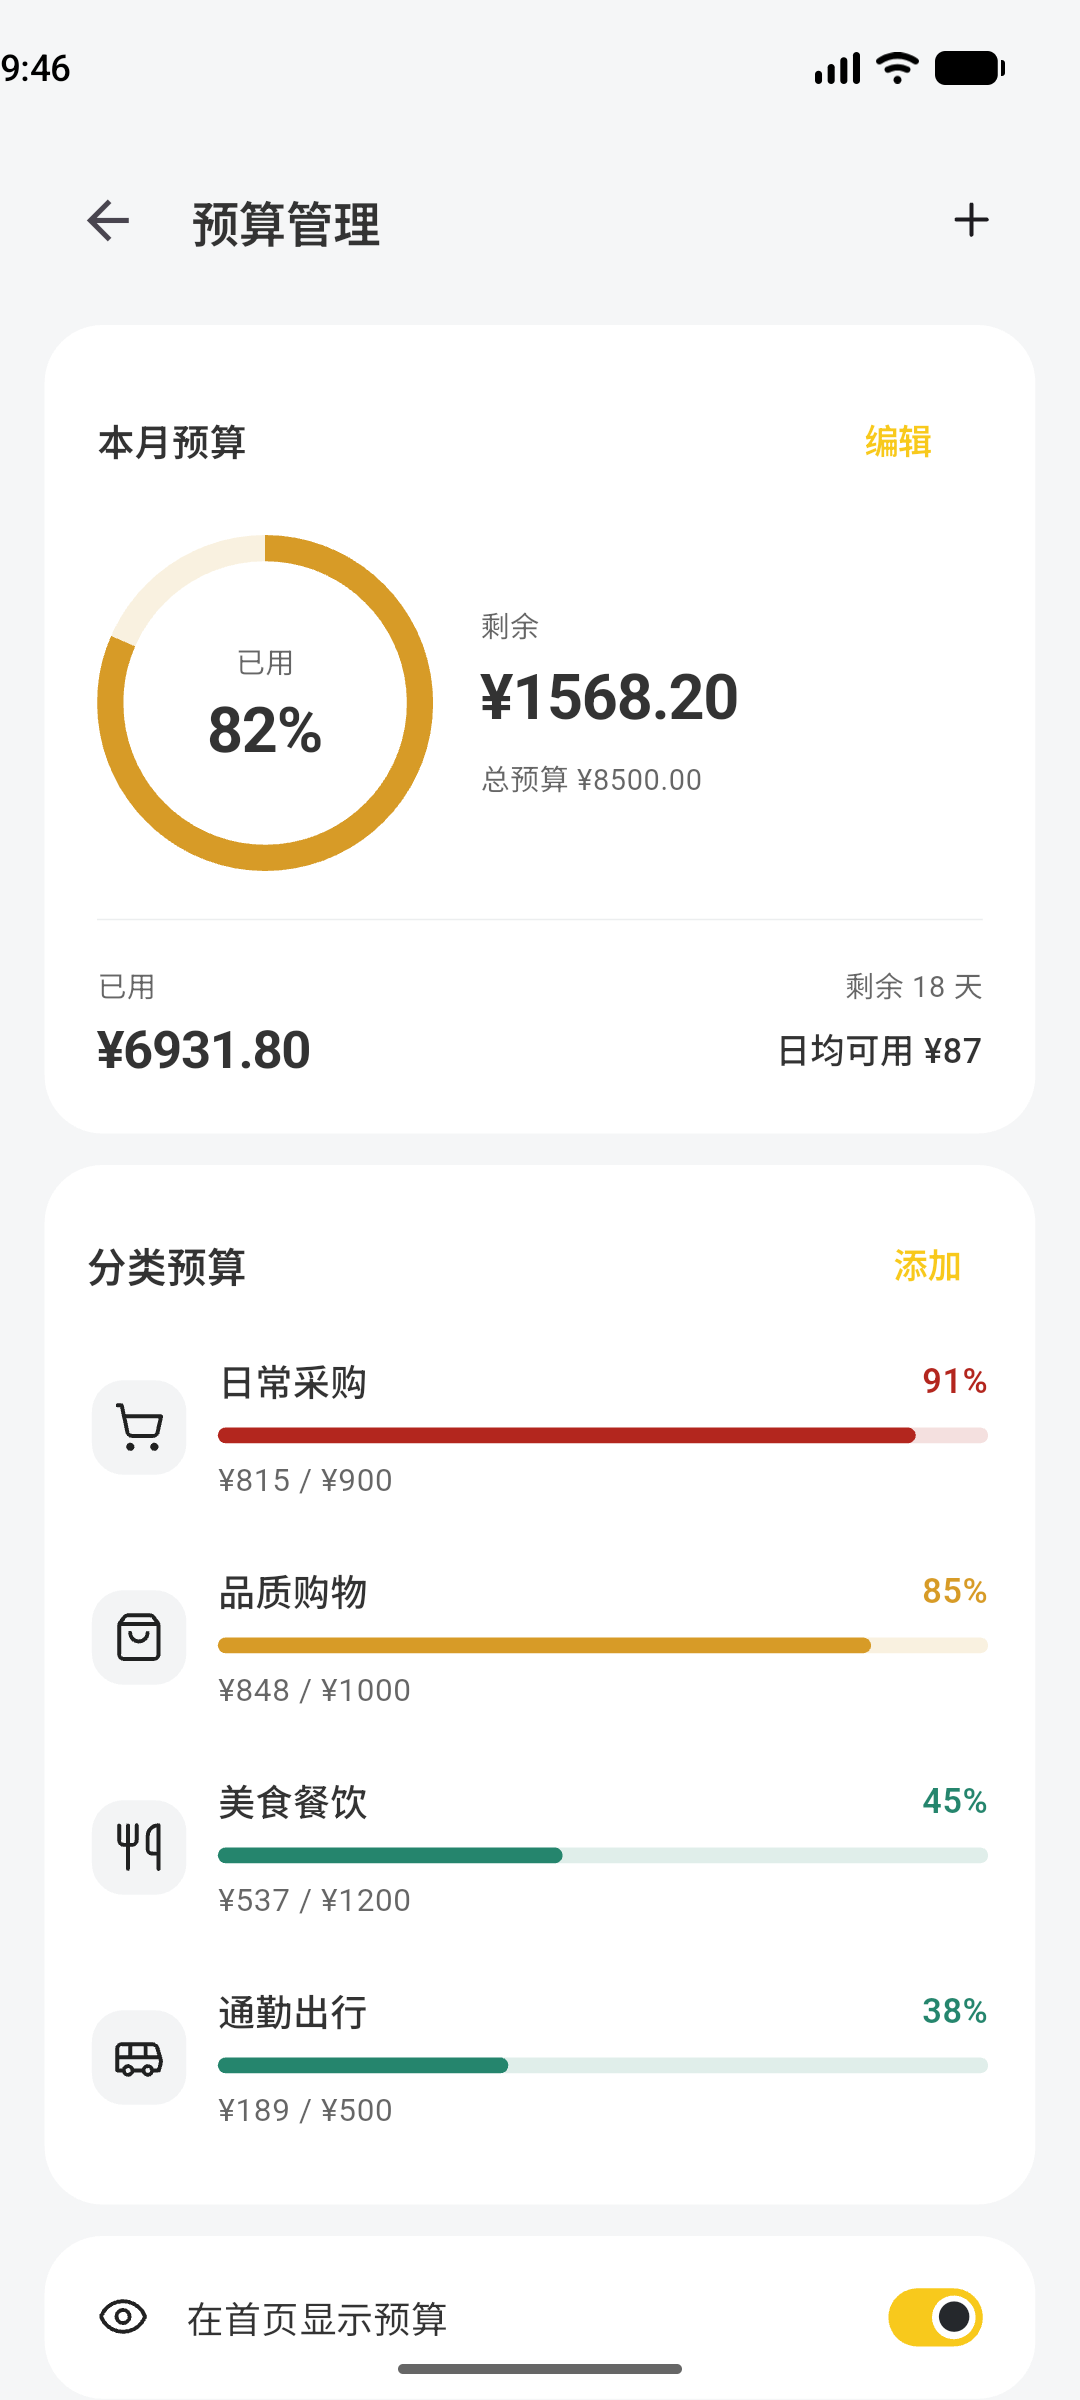 9:46
预算管理
本月预算
编辑
已用
82%
剩余
¥1568.20
总预算 ¥8500.00
已用
¥6931.80
剩余 18 天
日均可用 ¥87
分类预算
添加
日常采购
91%
¥815 / ¥900
品质购物
85%
¥848 / ¥1000
美食餐饮
45%
¥537 / ¥1200
通勤出行
38%
¥189 / ¥500
在首页显示预算